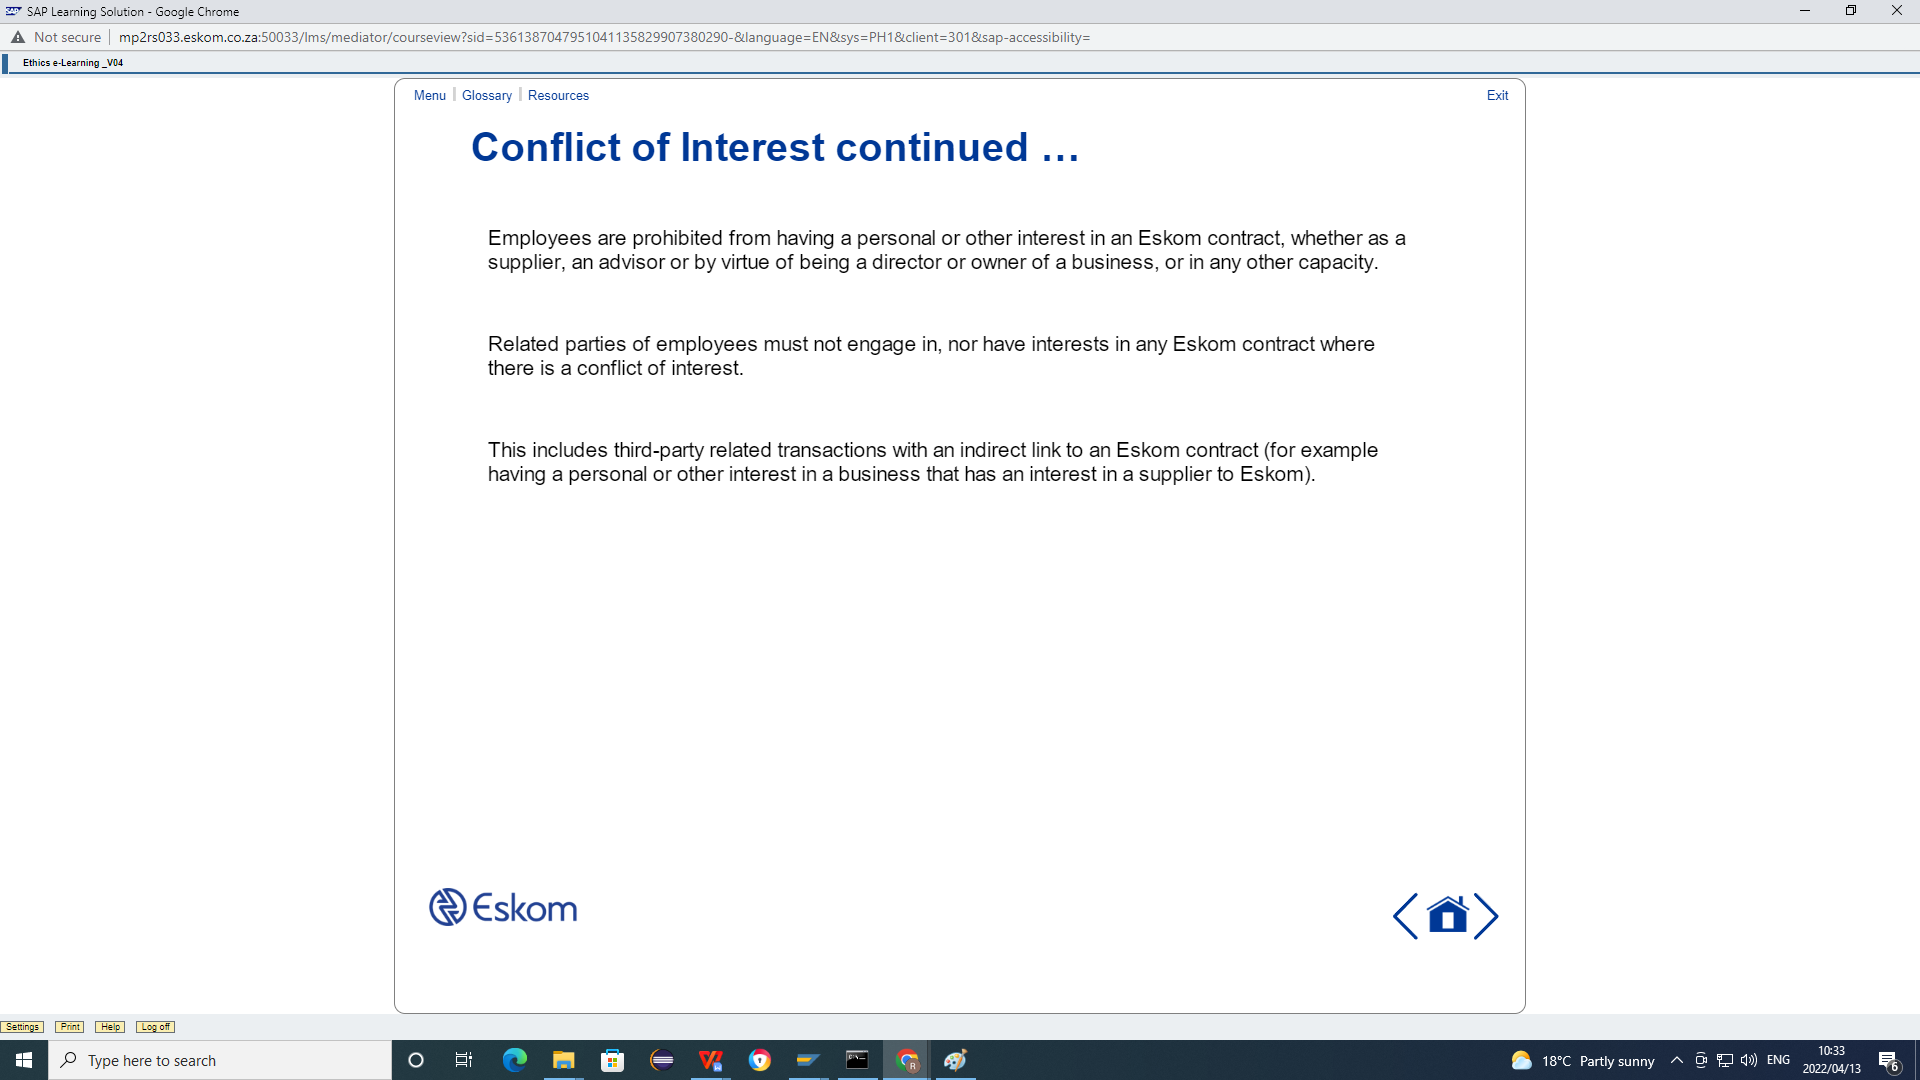 SAP Learning Solution - Google Chrome
Not secure mp2rs033.eskom.co.za:50033/lms/mediator/courseview?sid=5361387047951041135829907380290-&language=EN&sys=PH1&client=301&sap-accessibility=
Ethics e-Learning _V04
Menu Glossary Resources Exit
Conflict of Interest continued …
Employees are prohibited from having a personal or other interest in an Eskom contract, whether as a
supplier, an advisor or by virtue of being a director or owner of a business, or in any other capacity.
Related parties of employees must not engage in, nor have interests in any Eskom contract where
there is a conflict of interest.
This includes third-party related transactions with an indirect link to an Eskom contract (for example
having a personal or other interest in a business that has an interest in a supplier to Eskom).
Eskom
Settings Print Help Log off
Type here to search
18°C Partly sunny
ENG
10:33
2022/04/13
6